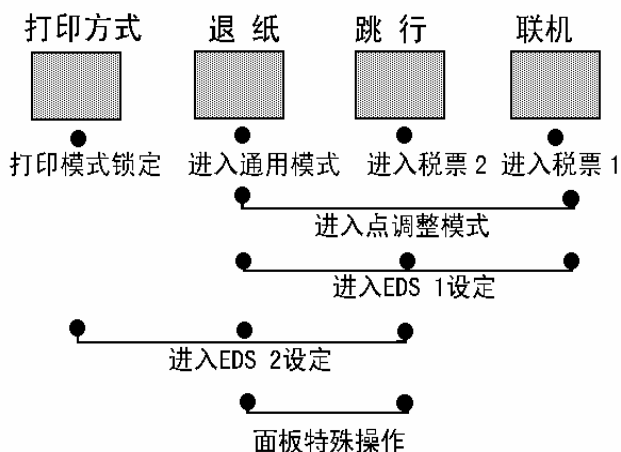 打印方式 退 纸 跳 行 联机
打印模式锁定 进入通用模式 进入税票 2 进入税票 1
进入点调整模式
进入EDS 1设定
进入EDS 2设定
面板特殊操作